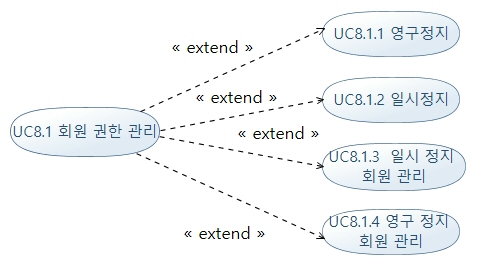 « extend »
UC8.1.1 영구정지
« extend »
UC8.1.2 일시정지
UC8.1 회원 권한 관리
« extend »
UC8.1.3 일시 정지
회원 관리
UC8.1.4 영구 정지
회원 관리
« extend »